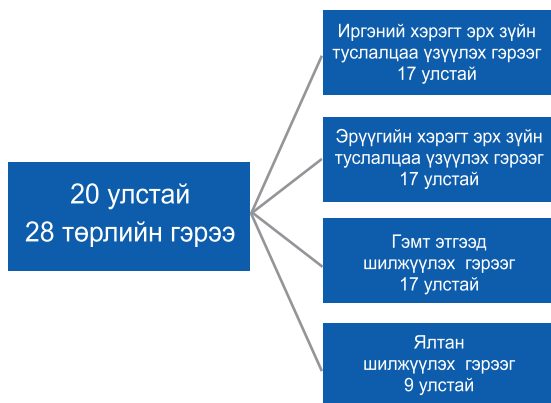 20 улстай
28 төрлийн гэрээ
Иргэний хэрэгт эрх зүйн
туслалцаа үзүүлэх гэрээг
17 улстай
Эрүүгийн хэрэгт эрх зүйн
туслалцаа үзүүлэх гэрээг
17 улстай
Гэмт этгээд
шилжүүлэх гэрээг
17 улстай
Ялтан
шилжүүлэх гэрээг
9 улстай